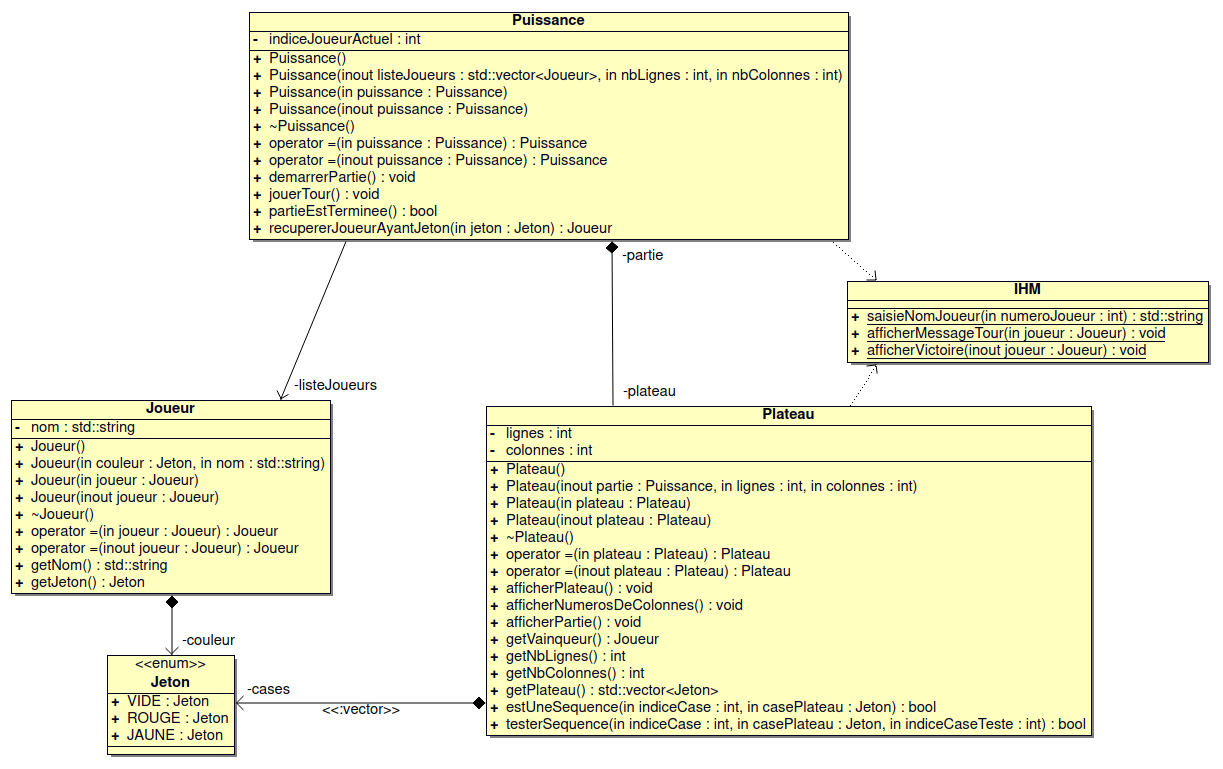 Puissance
- indiceJoueurActuel : int
+ Puissance()
+ Puissance(inout listeJoueurs : std::vector<Joueur>, in nbLignes : int, in nbColonnes : int)
+ Puissance(in puissance : Puissance)
+ Puissance(inout puissance : Puissance)
+ ~Puissance()
+ operator =(in puissance : Puissance) : Puissance
+ operator =(inout puissance : Puissance) : Puissance
+ demarrerPartie() : void
+ jouerTour() : void
+ partieEstTerminee() : bool
+ recupererJoueurAyantJeton(in jeton : Jeton) : Joueur
-partie
IHM
+ saisieNomJoueur(in numeroJoueur : int) : std::string
+ afficherMessageTour(in joueur : Joueur) : void
+ afficherVictoire(inout joueur : Joueur) : void
-listeJoueurs
-plateau
Joueur
- nom : std::string
+ Joueur()
+ Joueur(in couleur : Jeton, in nom : std::string)
+ Joueur(in joueur : Joueur)
+ Joueur(inout joueur : Joueur)
+ ~Joueur()
+ operator =(in joueur : Joueur) : Joueur
+ operator =(inout joueur : Joueur) : Joueur
+ getNom() : std::string
+ getJeton() : Jeton
Plateau
- lignes : int
- colonnes : int
+ Plateau()
+ Plateau(inout partie : Puissance, in lignes : int, in colonnes : int)
+ Plateau(in plateau : Plateau)
+ Plateau(inout plateau : Plateau)
+ ~Plateau()
+ operator =(in plateau : Plateau) : Plateau
+ operator =(inout plateau : Plateau) : Plateau
+ afficherPlateau() : void
+ afficherNumerosDeColonnes() : void
+ afficherPartie() : void
+ getVainqueur() : Joueur
+ getNbLignes() : int
+ getNbColonnes() : int
+ getPlateau() : std::vector<Jeton>
+ estUneSequence(in indiceCase : int, in casePlateau : Jeton) : bool
+ testerSequence(in indiceCase : int, in casePlateau : Jeton, in indiceCaseTeste : int) : bool
-couleur
<<enum>>
Jeton
+ VIDE : Jeton
+ ROUGE : Jeton
+ JAUNE : Jeton
-cases
<<:vector>>